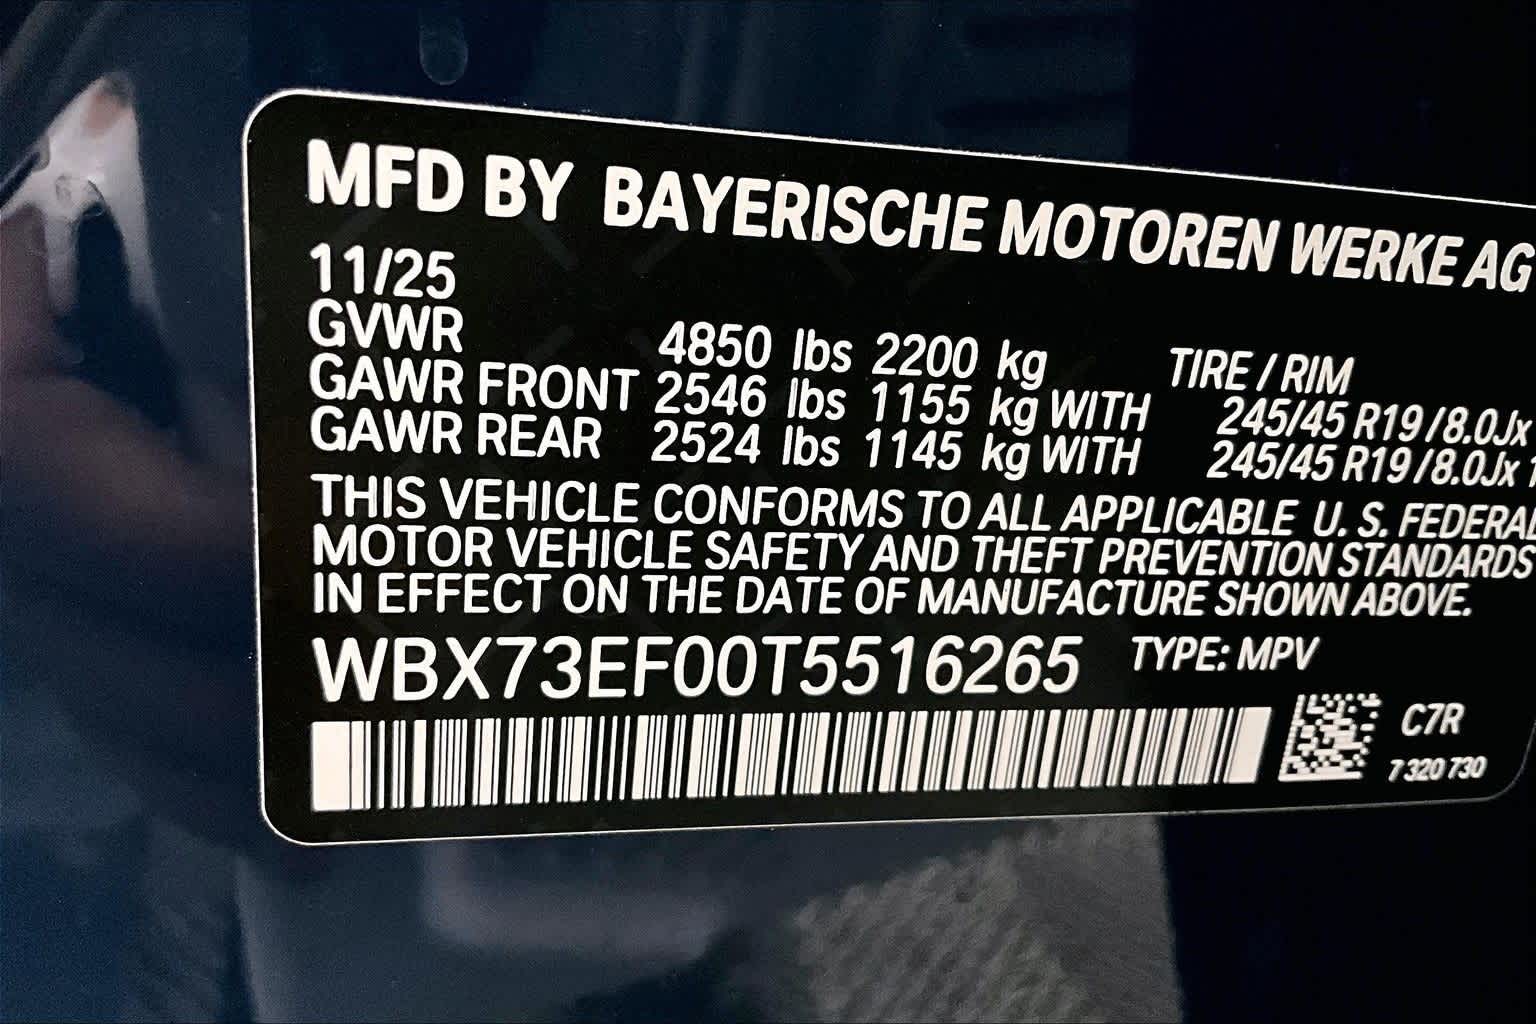 MFD BY BAYERISCHE MOTOREN WERKE AG
11/25
GVWR 4850 lbs 2200 kg TIRE / RIM
GAWR FRONT 2546 lbs 1155 kg WITH 245/45 R19 /8.0Jx
GAWR REAR 2524 lbs 1145 kg WITH 245/45 R19 /8.0Jx 1
THIS VEHICLE CONFORMS TO ALL APPLICABLE U. S. FEDERAL
MOTOR VEHICLE SAFETY AND THEFT PREVENTION STANDARDS
IN EFFECT ON THE DATE OF MANUFACTURE SHOWN ABOVE.
WBX73EF00T5516265 TYPE: MPV
C7R
7 320 730